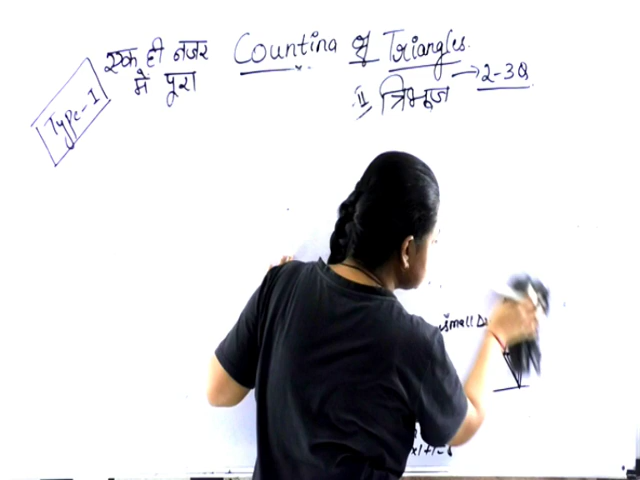 एक ही नजर Counting of Triangles.
में पूरा
त्रिभुज → 2-3Q
Type-1
small Δ